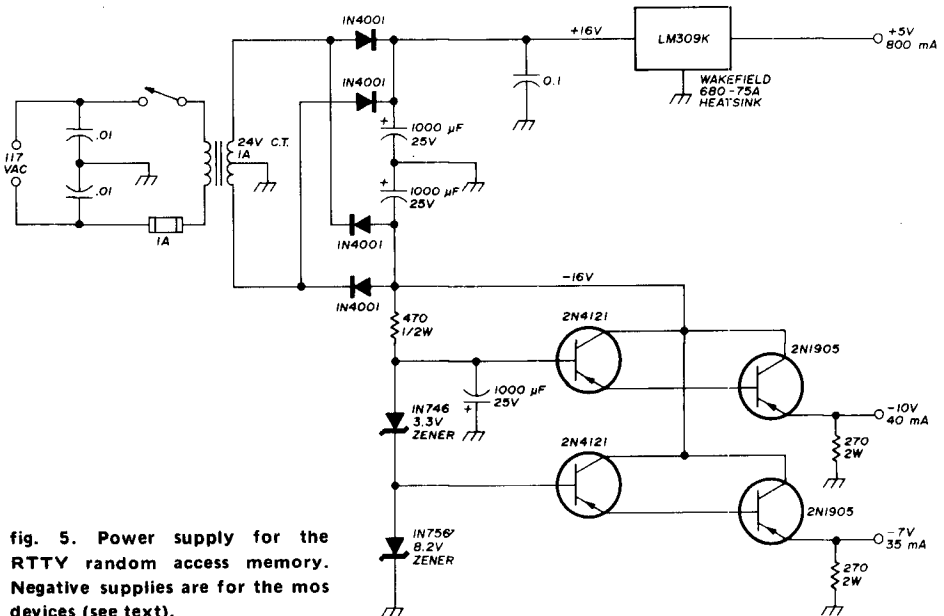 1N4001
+16V
LM309K
+5V
800 mA
1N4001
0.1
WAKEFIELD
680-75A
HEATSINK
117
VAC
.01
.01
1A
24V C.T.
1A
1000 µF
25V
1000 µF
25V
1N4001
1N4001
-16V
470
1/2W
2N4121
2N1905
1000 µF
25V
-10V
40 mA
1N746
3.3V
ZENER
270
2W
2N4121
2N1905
1N756
8.2V
ZENER
-7V
35 mA
270
2W
fig. 5. Power supply for the
RTTY random access memory.
Negative supplies are for the mos
devices (see text).